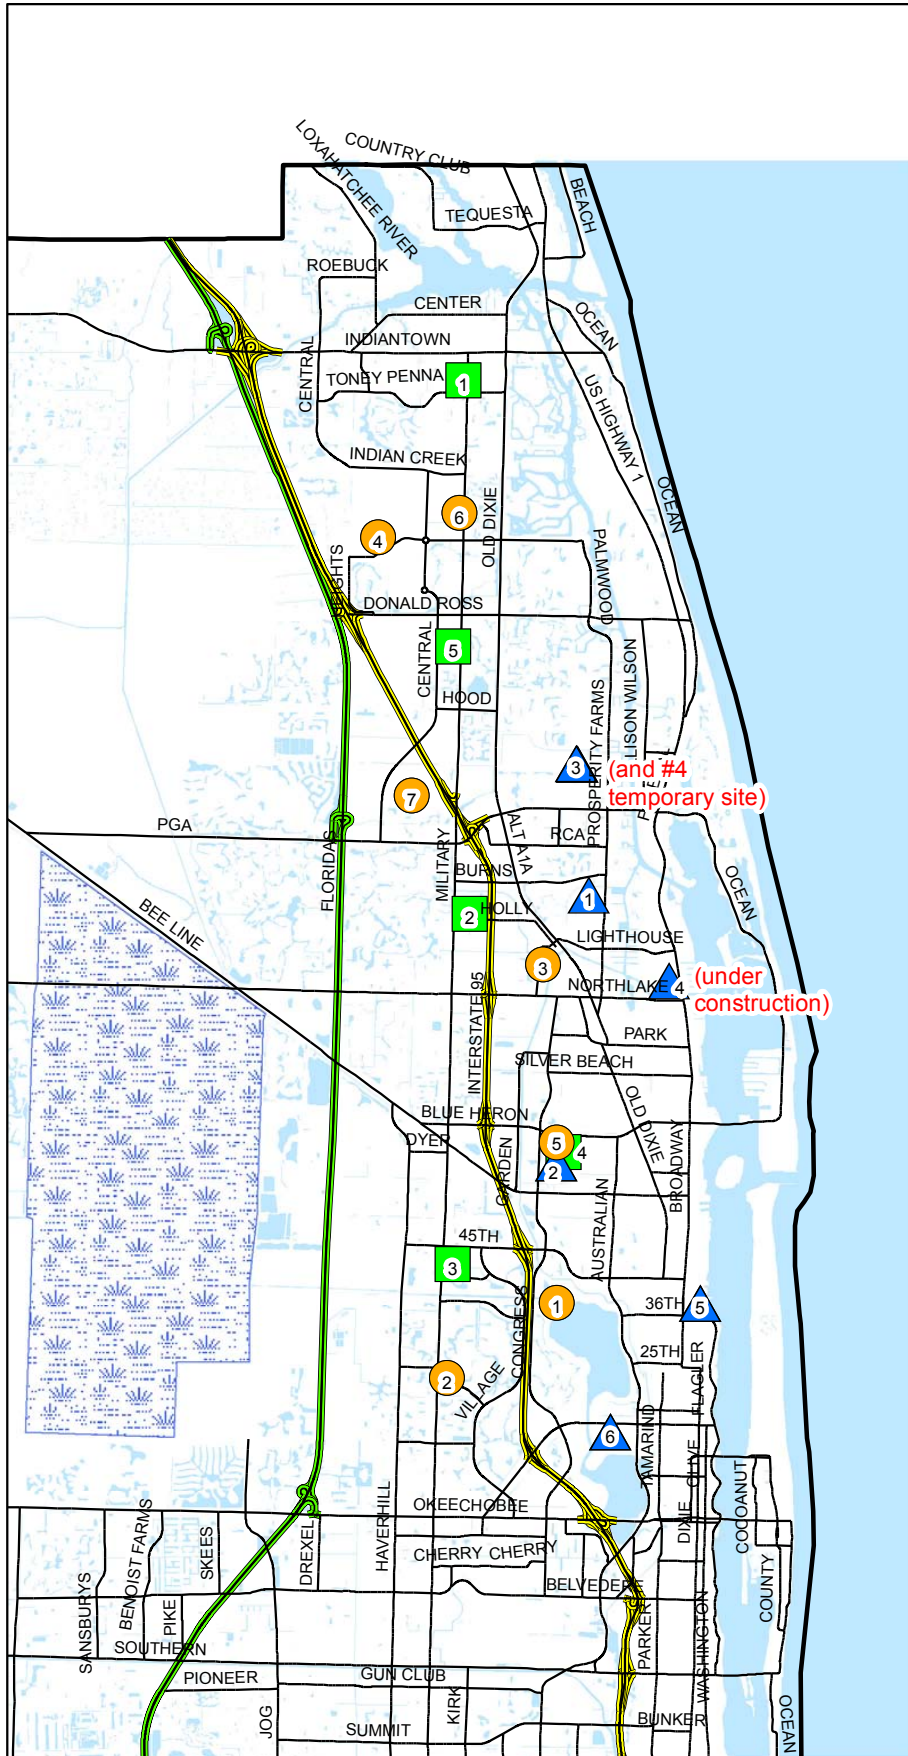 COUNTRY CLUB
LOXAHATCHEE RIVER
BEACH
TEQUESTA
ROEBUCK
CENTER
OCEAN
INDIANTOWN
CENTRAL
TONEY PENNA
1
US HIGHWAY 1
INDIAN CREEK
OCEAN
6
OLD DIXIE
4
PALMWOOD
DONALD ROSS
5
CENTRAL
HOOD
PROSPERITY FARMS
LISON WILSON
3
(and #4
temporary site)
7
PGA
FLORIDAS
MILITARY
ALT A1A
RCA
BURNS
OCEAN
1
2
HOLLY
BEE LINE
LIGHTHOUSE
3
NORTHLAKE
4
(under
construction)
INTERSTATE 95
PARK
SILVER BEACH
OLD DIXIE
BLUE HERON
DYER
5
4
2
GARDEN
BROADWAY
AUSTRALIAN
45TH
3
1
36TH
5
CONGRESS
25TH
2
VILLAGE
FLAGLER
6
TAMARIND
OLIVE
OKEECHOBEE
DIXIE
COCOANUT
BENOIST FARMS
SKEES
DREXEL
HAVERHILL
CHERRY CHERRY
BELVEDERE
COUNTY
SANSBURYS
PIKE
PARKER
WASHINGTON
SOUTHERN
PIONEER
GUN CLUB
JOG
KIRK
SUMMIT
BUNKER
OCEAN